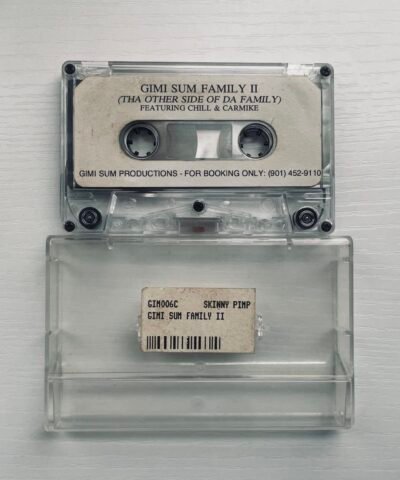 GIMI SUM FAMILY II
(THA OTHER SIDE OF DA FAMILY)
FEATURING CHILL & CARMIKE
GIMI SUM PRODUCTIONS - FOR BOOKING ONLY: (901) 452-9110
GIM006C SKINNY PIMP
GIMI SUM FAMILY II